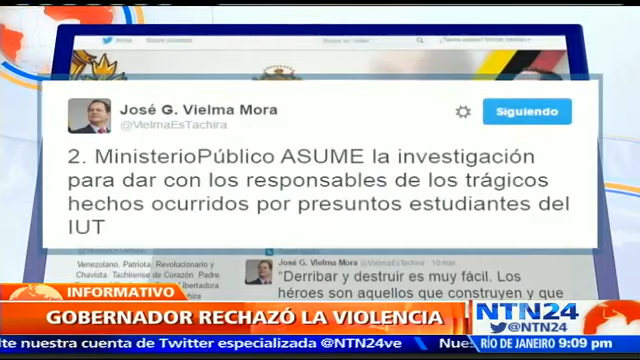 José G. Vielma Mora
@VielmaEsTachira
Siguiendo
2. MinisterioPúblico ASUME la investigación
para dar con los responsables de los trágicos
hechos ocurridos por presuntos estudiantes del
IUT
Venezolano, Patriota, Revolucionario y
Chavista. Tachirense de Corazón. Padre.
José G. Vielma Mora @VielmaEsTachira · 10 mar.
"Derribar y destruir es muy fácil. Los
héroes son aquellos que construyen y que
INFORMATIVO
GOBERNADOR RECHAZÓ LA VIOLENCIA
NTN24
@NTN24
lte nuestra cuenta de Twitter especializada @NTN24ve
Nuestr
RÍO DE JANEIRO 9:09 pm